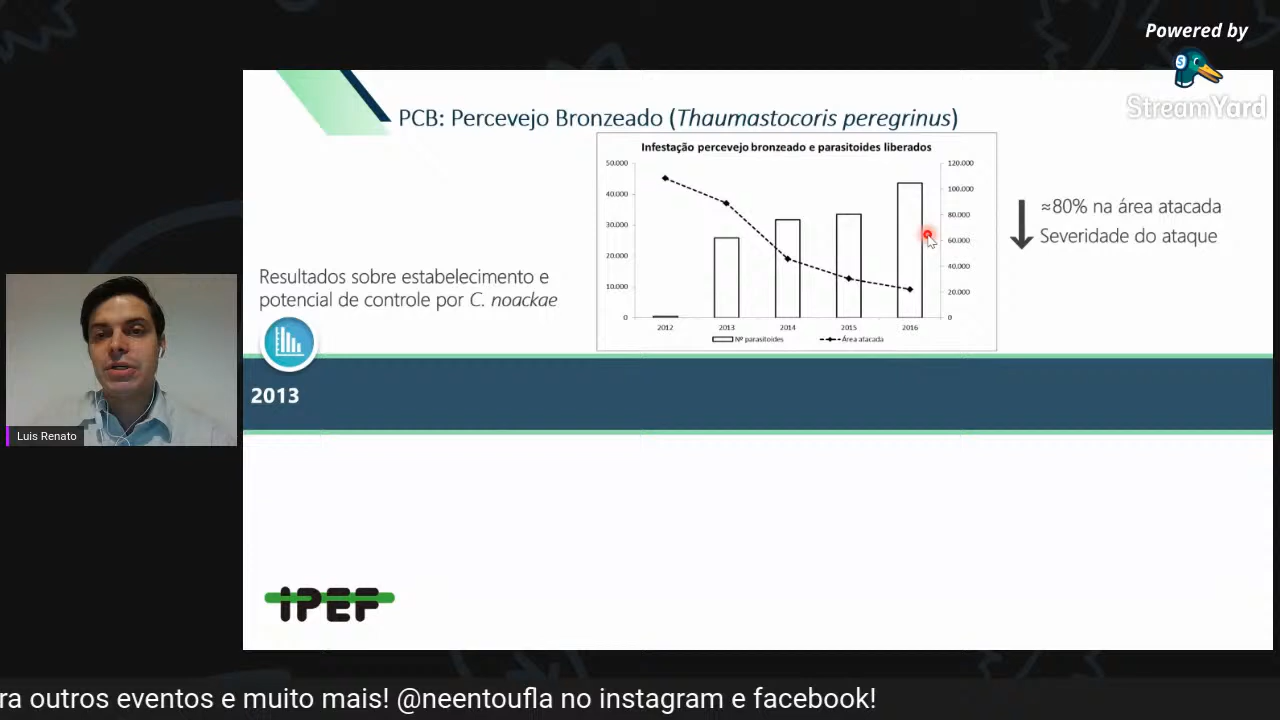 Powered by
StreamYard
PCB: Percevejo Bronzeado (Thaumastocoris peregrinus)
Infestação percevejo bronzeado e parasitoides liberados
50.000
40.000
30.000
20.000
10.000
0
120.000
100.000
80.000
60.000
40.000
20.000
0
2012 2013 2014 2015 2016
Nº parasitoides Área atacada
≈80% na área atacada
Severidade do ataque
Resultados sobre estabelecimento e
potencial de controle por C. noackae
2013
Luis Renato
IPEF
ra outros eventos e muito mais! @neentoufla no instagram e facebook!